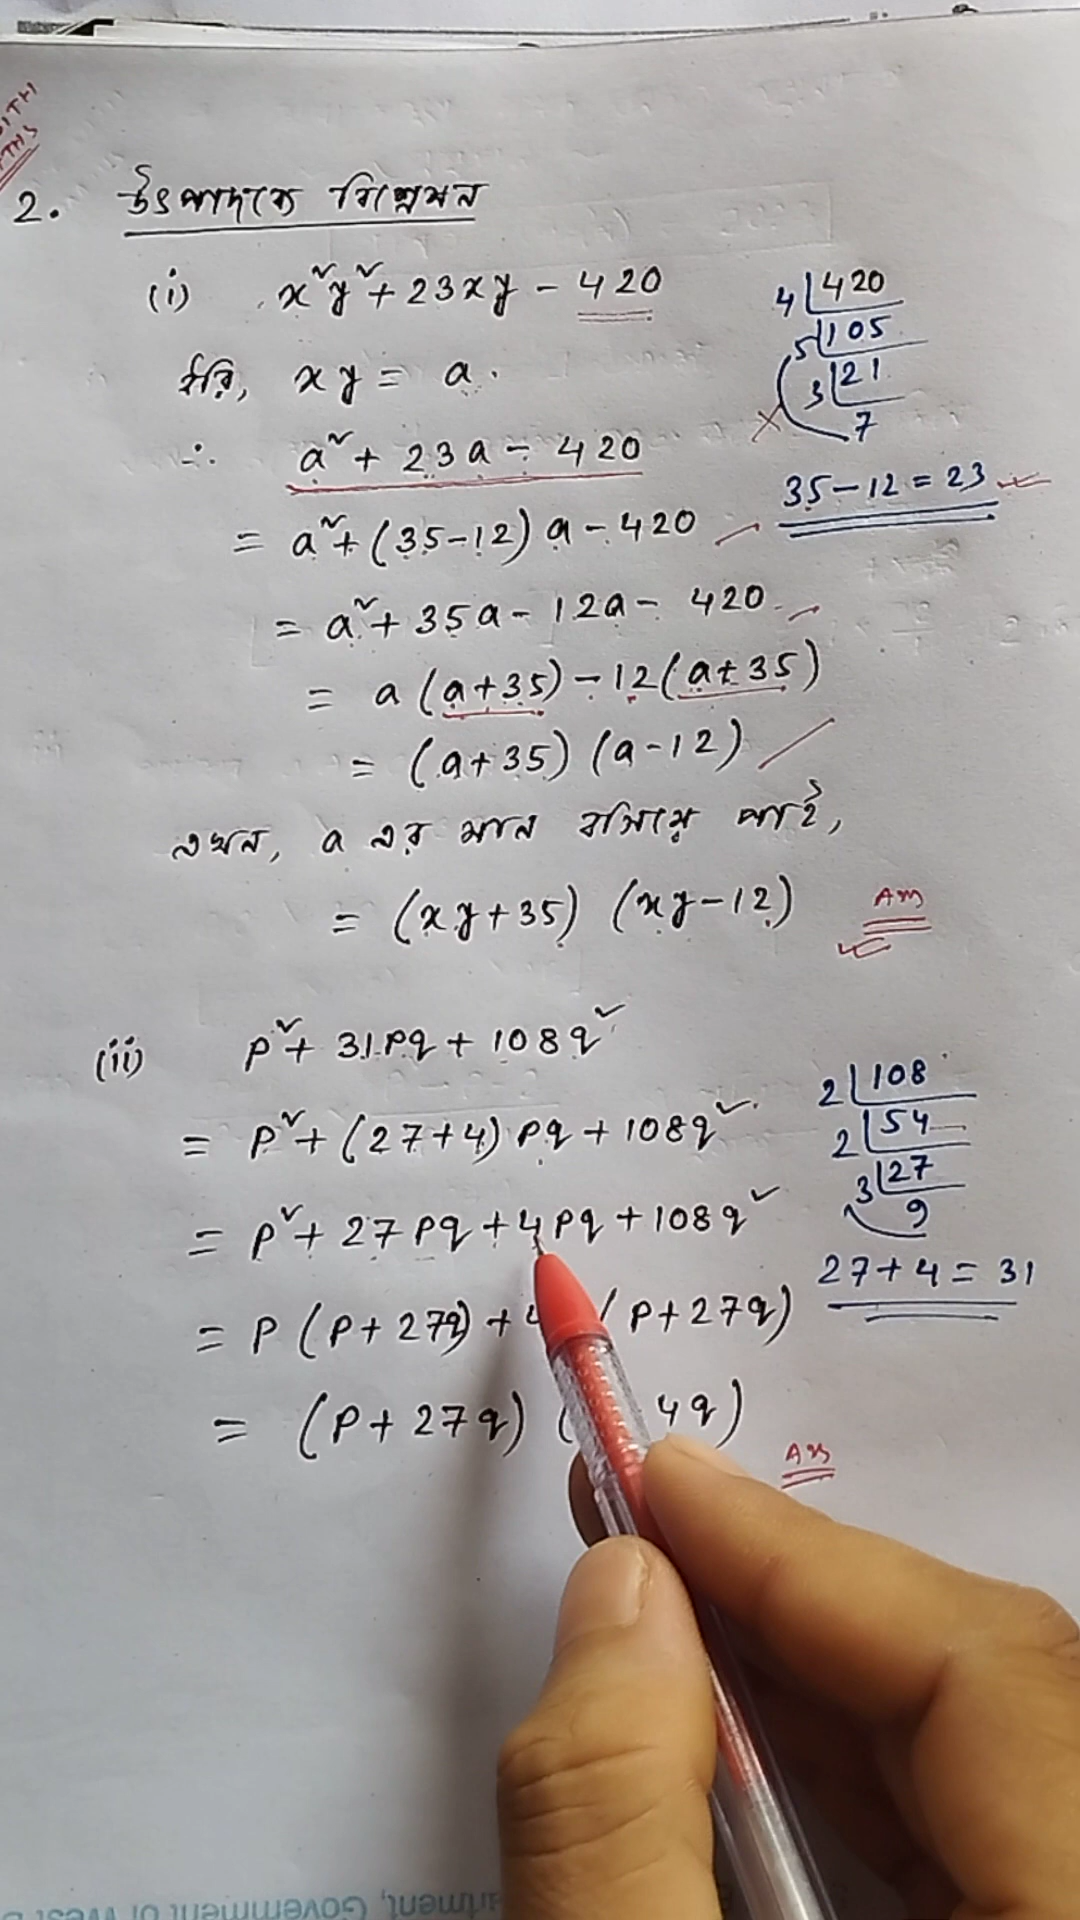 2. উৎপাদকে বিশ্লেষন
(i) x²y² + 23xy - 420
ধরি, xy = a.
∴ a² + 23a - 420
= a² + (35-12) a - 420
= a² + 35a - 12a - 420
= a (a+35) - 12 (a+35)
= (a+35) (a-12)
এখন, a এর মান বসিয়ে পাই,
= (xy+35) (xy-12) Ans
4 420
5 105
3 21
7
35-12 = 23
(ii) p² + 31pq + 108q²
= p² + (27+4) pq + 108q²
= p² + 27pq + 4pq + 108q²
= p (p+27q) + 4 (p+27q)
= (p+27q) ( 4q)
Ans
2 108
2 54
3 27
9
27+4 = 31